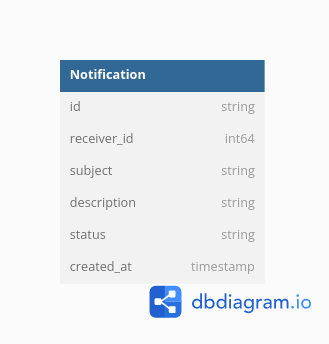 Notification
id string
receiver_id int64
subject string
description string
status string
created_at timestamp
dbdiagram.io